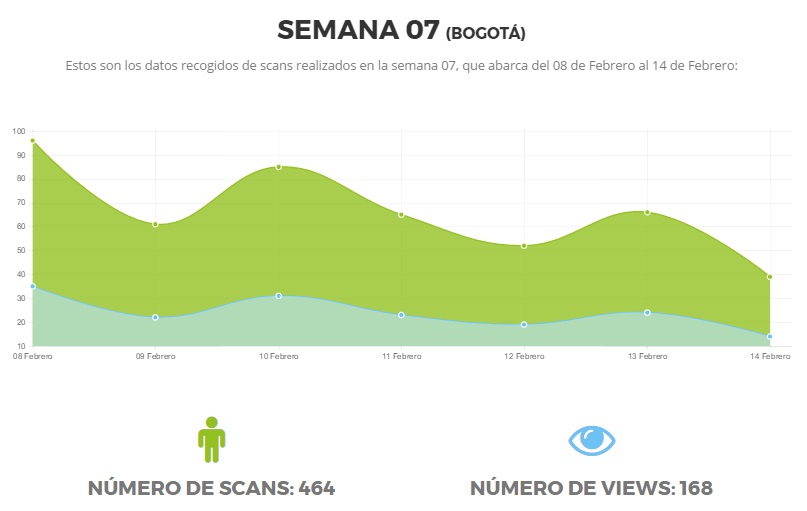 SEMANA 07 (BOGOTÁ)
Estos son los datos recogidos de scans realizados en la semana 07, que abarca del 08 de Febrero al 14 de Febrero:
100
90
80
70
60
50
40
30
20
10
08 Febrero 09 Febrero 10 Febrero 11 Febrero 12 Febrero 13 Febrero 14 Febrero
NÚMERO DE SCANS: 464 NÚMERO DE VIEWS: 168